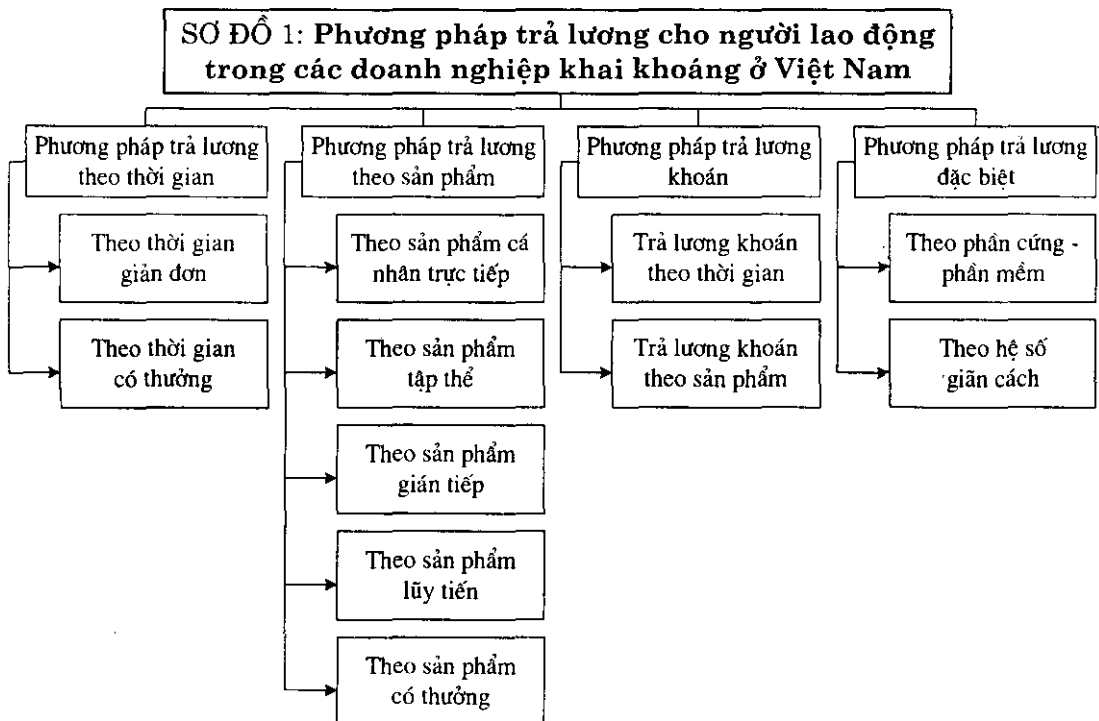 SƠ ĐỒ 1: Phương pháp trả lương cho người lao động
trong các doanh nghiệp khai khoáng ở Việt Nam
Phương pháp trả lương
theo thời gian
Theo thời gian
giản đơn
Theo thời gian
có thưởng
Phương pháp trả lương
theo sản phẩm
Theo sản phẩm cá
nhân trực tiếp
Theo sản phẩm
tập thể
Theo sản phẩm
gián tiếp
Theo sản phẩm
lũy tiến
Theo sản phẩm
có thưởng
Phương pháp trả lương
khoán
Trả lương khoán
theo thời gian
Trả lương khoán
theo sản phẩm
Phương pháp trả lương
đặc biệt
Theo phần cứng -
phần mềm
Theo hệ số
giãn cách